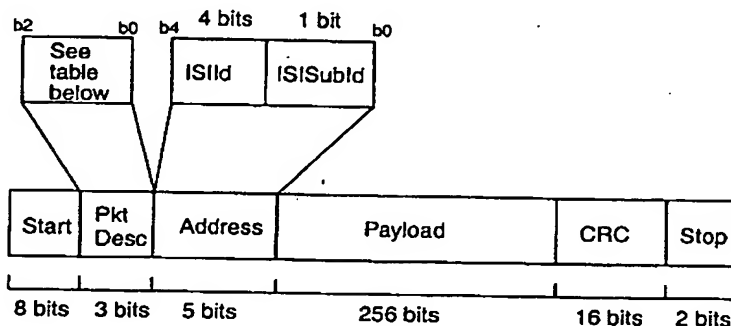 4 bits 1 bit
b2 b0 b4 b0
See
table
below
ISIId ISISubId
Start Pkt
Desc Address Payload CRC Stop
8 bits 3 bits 5 bits 256 bits 16 bits 2 bits